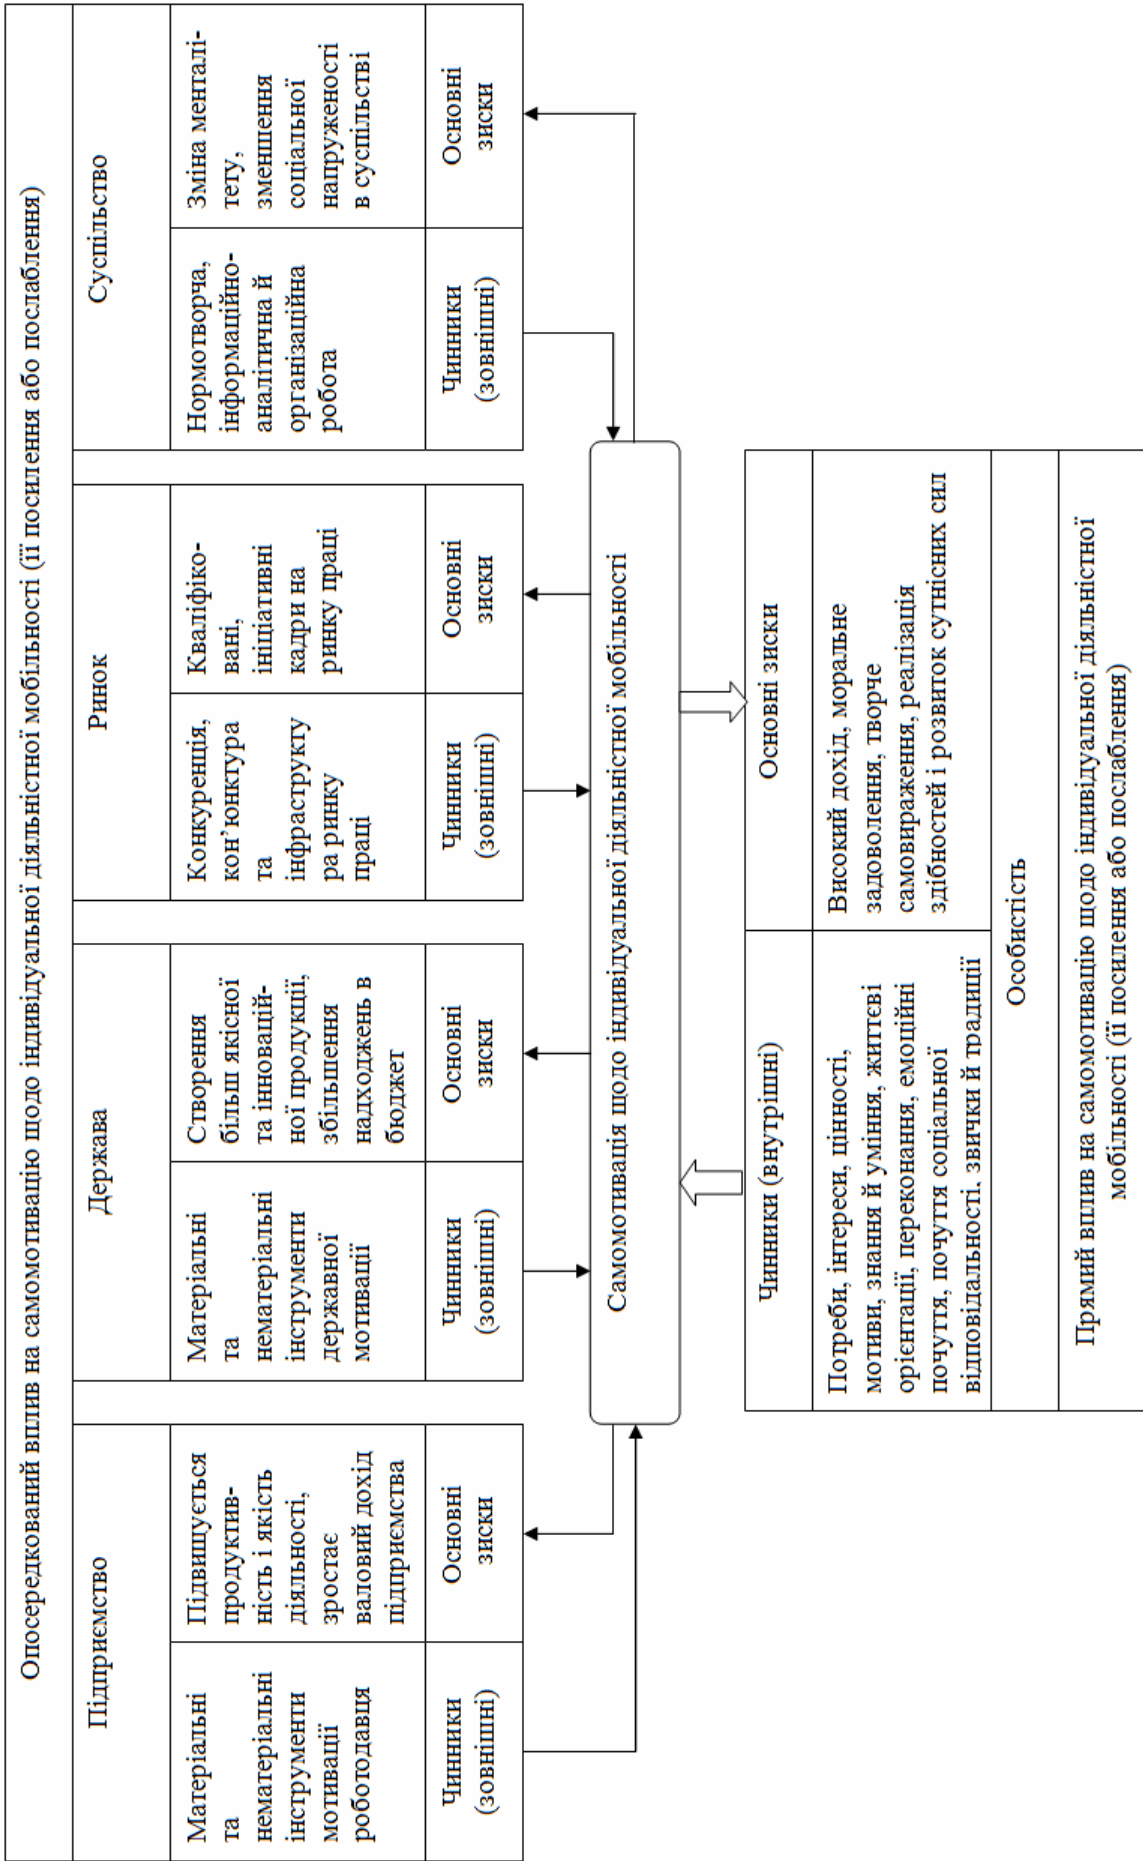 Опосередкований вплив на самомотивацію щодо індивідуальної діяльністної мобільності (її посилення або послаблення)
Підприємство
Матеріальні
та
нематеріальні
інструменти
мотивації
роботодавця
Підвищується
продуктив-
ність і якість
діяльності,
зростає
валовий дохід
підприємства
Чинники
(зовнішні)
Основні
зиски
Держава
Матеріальні
та
нематеріальні
інструменти
державної
мотивації
Створення
більш якісної
та інновацій-
ної продукції,
збільшення
надходжень в
бюджет
Чинники
(зовнішні)
Основні
зиски
Ринок
Конкуренція,
кон’юнктура
та
інфраструкту
ра ринку
праці
Кваліфіко-
вані,
ініціативні
кадри на
ринку праці
Чинники
(зовнішні)
Основні
зиски
Суспільство
Нормотворча,
інформаційно-
аналітична й
організаційна
робота
Зміна менталі-
тету,
зменшення
соціальної
напруженості
в суспільстві
Чинники
(зовнішні)
Основні
зиски
Самомотивація щодо індивідуальної діяльністної мобільності
Чинники (внутрішні)
Потреби, інтереси, цінності,
мотиви, знання й уміння, життєві
орієнтації, переконання, емоційні
почуття, почуття соціальної
відповідальності, звички й традиції
Основні зиски
Високий дохід, моральне
задоволення, творче
самовираження, реалізація
здібностей і розвиток сутнісних сил
Особистість
Прямий вплив на самомотивацію щодо індивідуальної діяльністної
мобільності (її посилення або послаблення)